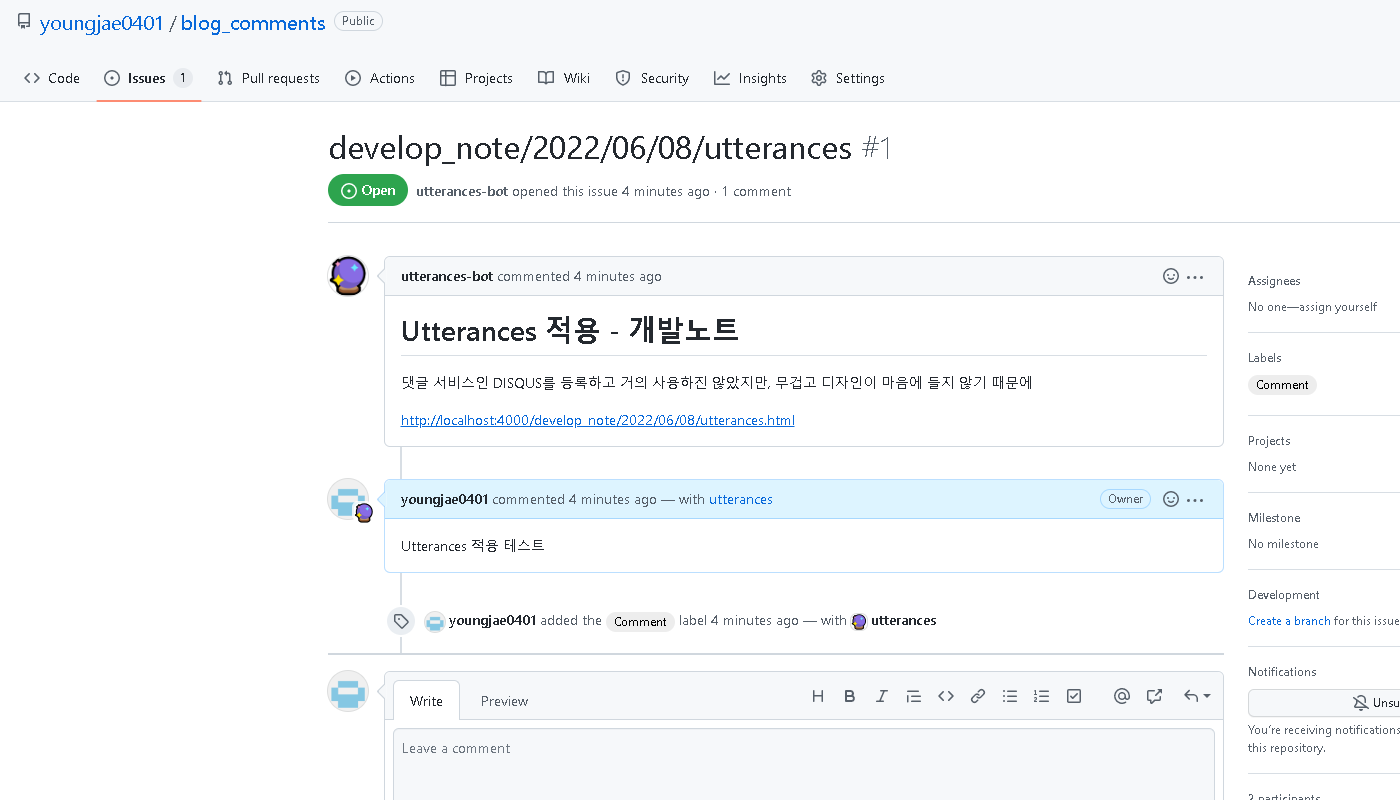 youngjae0401 / blog_comments Public
Code Issues 1 Pull requests Actions Projects Wiki Security Insights Settings
develop_note/2022/06/08/utterances #1
Open utterances-bot opened this issue 4 minutes ago · 1 comment
utterances-bot commented 4 minutes ago
Utterances 적용 - 개발노트
댓글 서비스인 DISQUS를 등록하고 거의 사용하진 않았지만, 무겁고 디자인이 마음에 들지 않기 때문에
http://localhost:4000/develop_note/2022/06/08/utterances.html
youngjae0401 commented 4 minutes ago — with utterances Owner
Utterances 적용 테스트
youngjae0401 added the Comment label 4 minutes ago — with utterances
Write Preview
Leave a comment
Assignees
No one—assign yourself
Labels
Comment
Projects
None yet
Milestone
No milestone
Development
Create a branch for this issue
Notifications
Unsu
You're receiving notifications
this repository.
2 participants